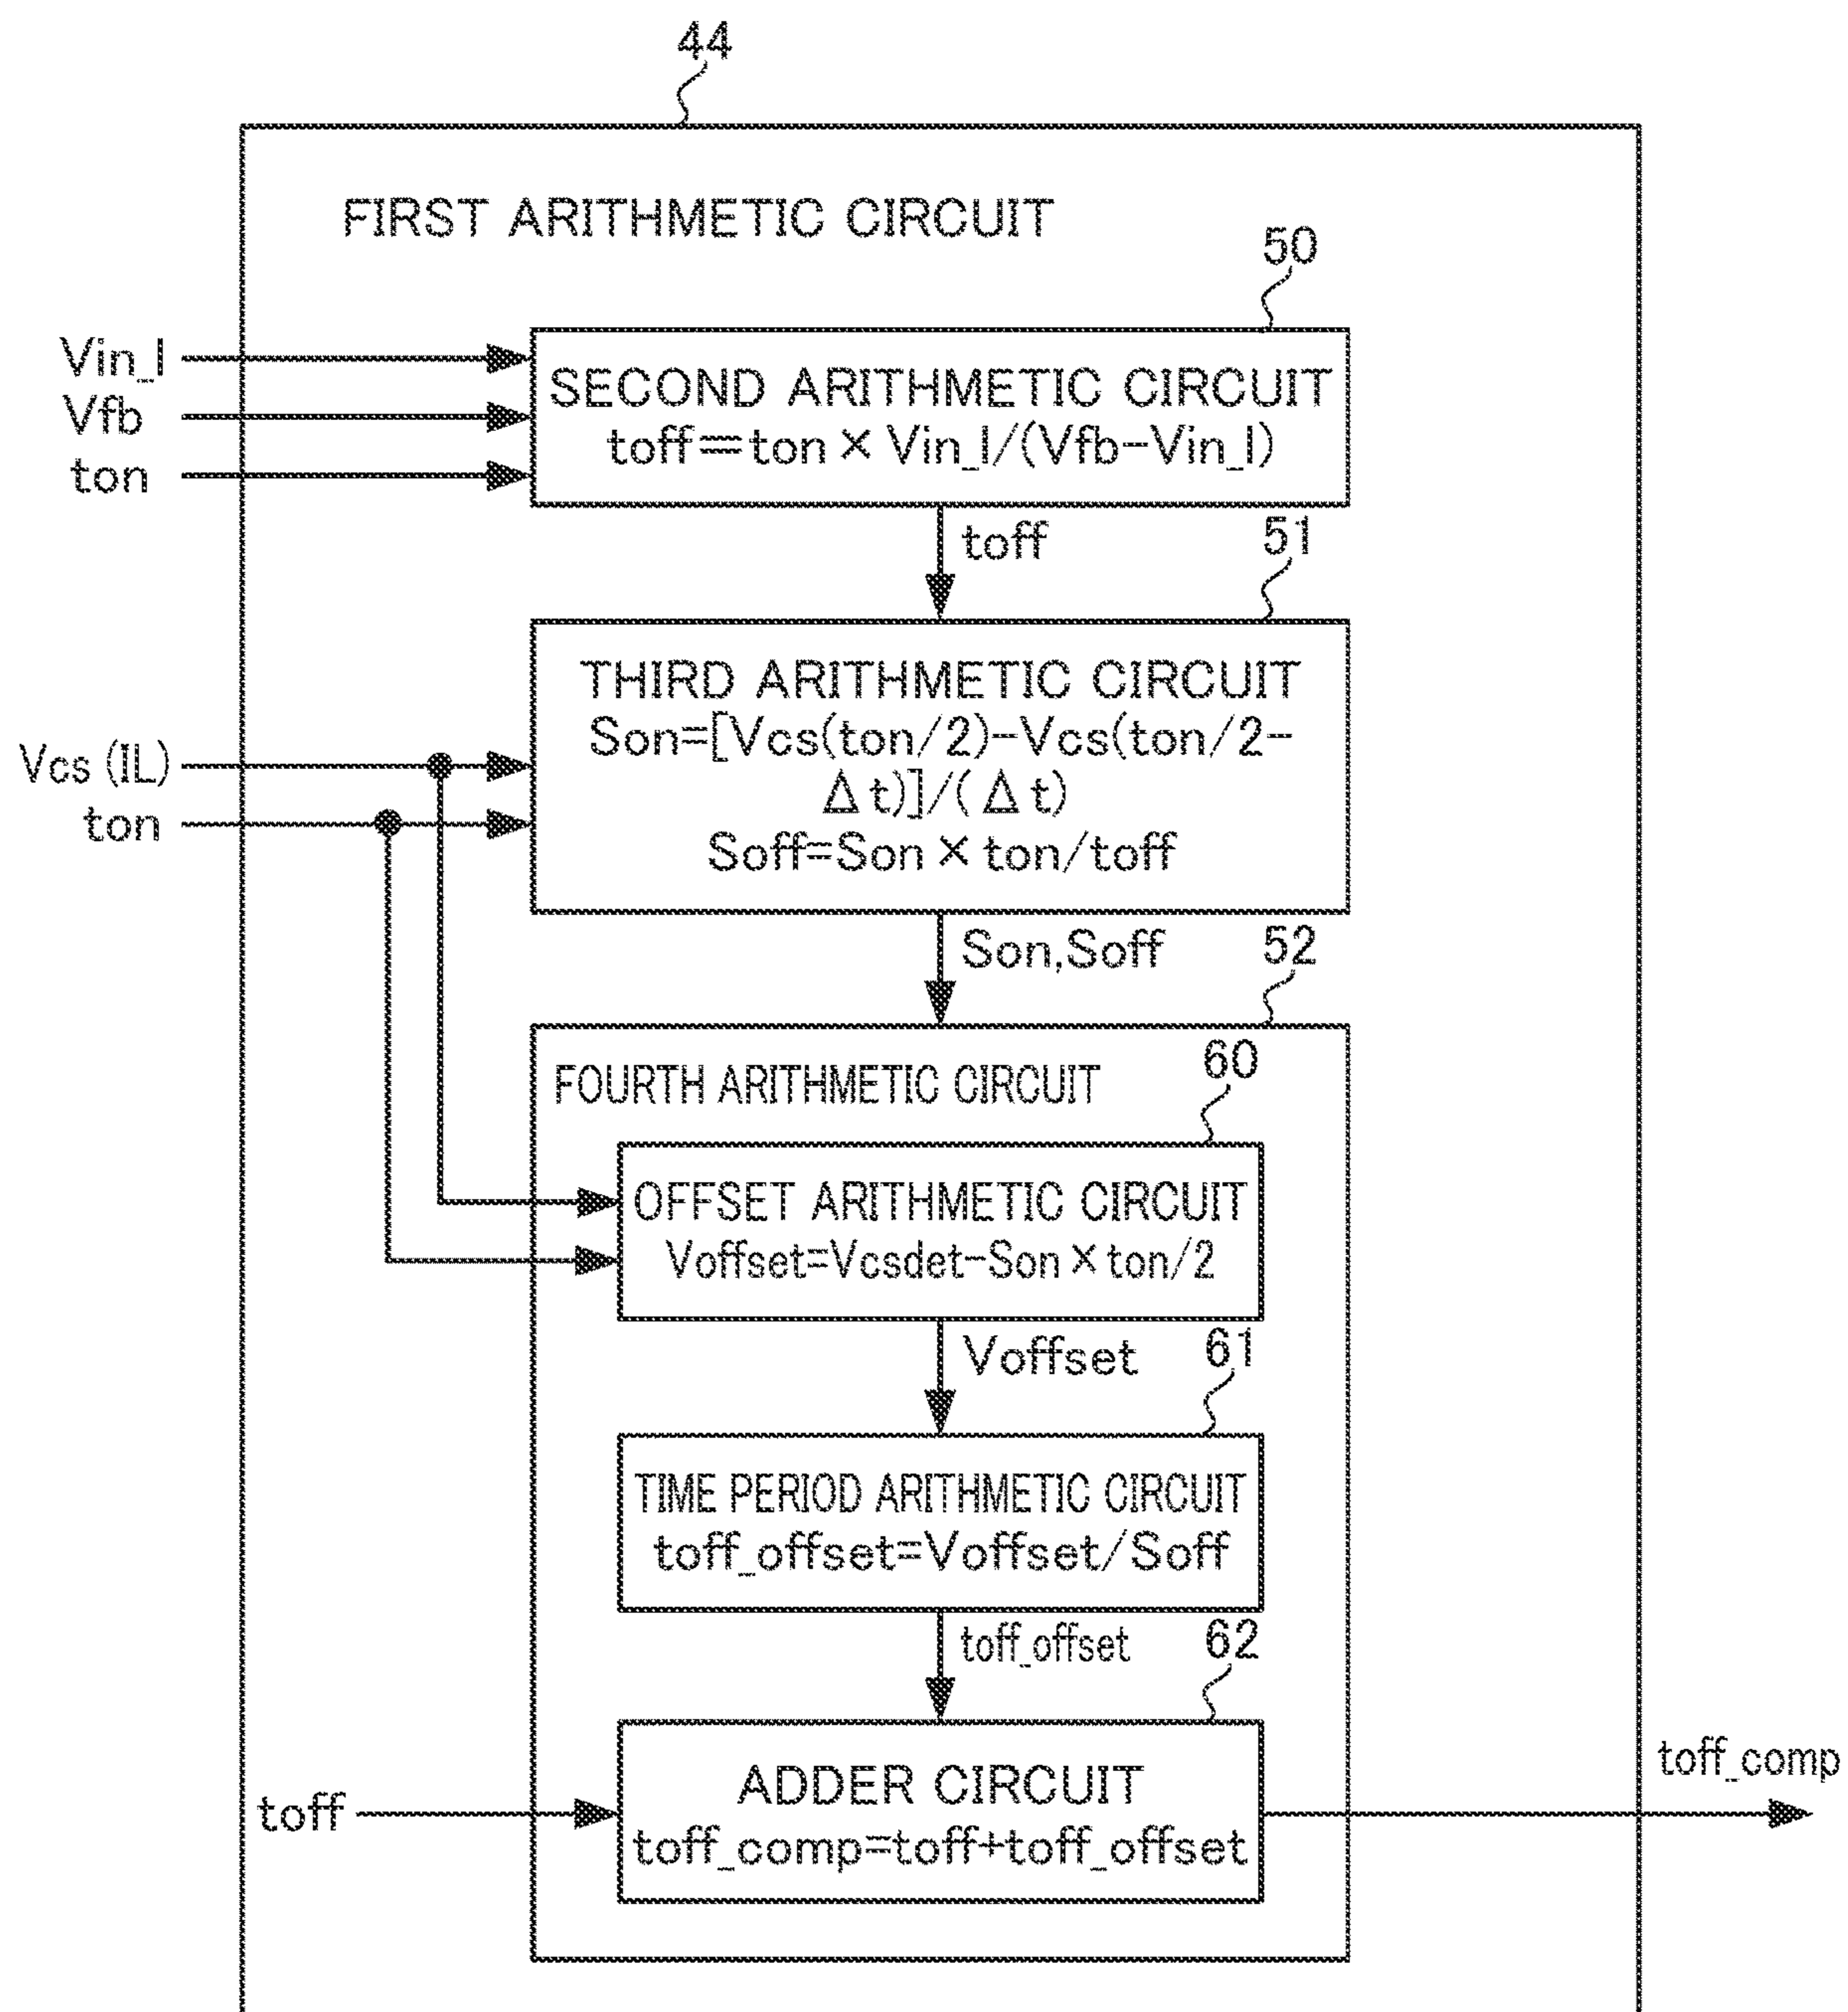 44
FIRST ARITHMETIC CIRCUIT
50
Vin_I
Vfb
ton
SECOND ARITHMETIC CIRCUIT
toff=ton×Vin_I/(Vfb-Vin_I)
toff
51
THIRD ARITHMETIC CIRCUIT
Son=[Vcs(ton/2)-Vcs(ton/2-
Δt)]/(Δt)
Soff=Son×ton/toff
Vcs (IL)
ton
Son,Soff
52
FOURTH ARITHMETIC CIRCUIT
60
OFFSET ARITHMETIC CIRCUIT
Voffset=Vcsdet-Son×ton/2
Voffset
61
TIME PERIOD ARITHMETIC CIRCUIT
toff_offset=Voffset/Soff
toff_offset
62
ADDER CIRCUIT
toff_comp=toff+toff_offset
toff
toff_comp